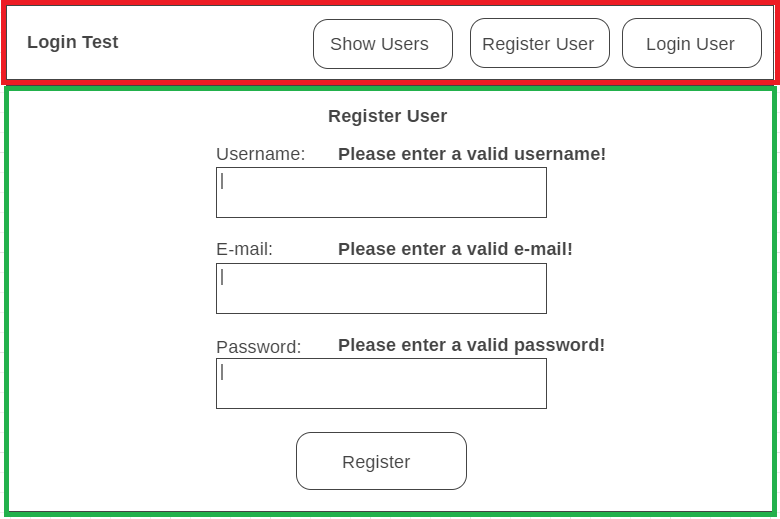 Login Test Show Users Register User Login User
Register User
Username: Please enter a valid username!
E-mail: Please enter a valid e-mail!
Password: Please enter a valid password!
Register